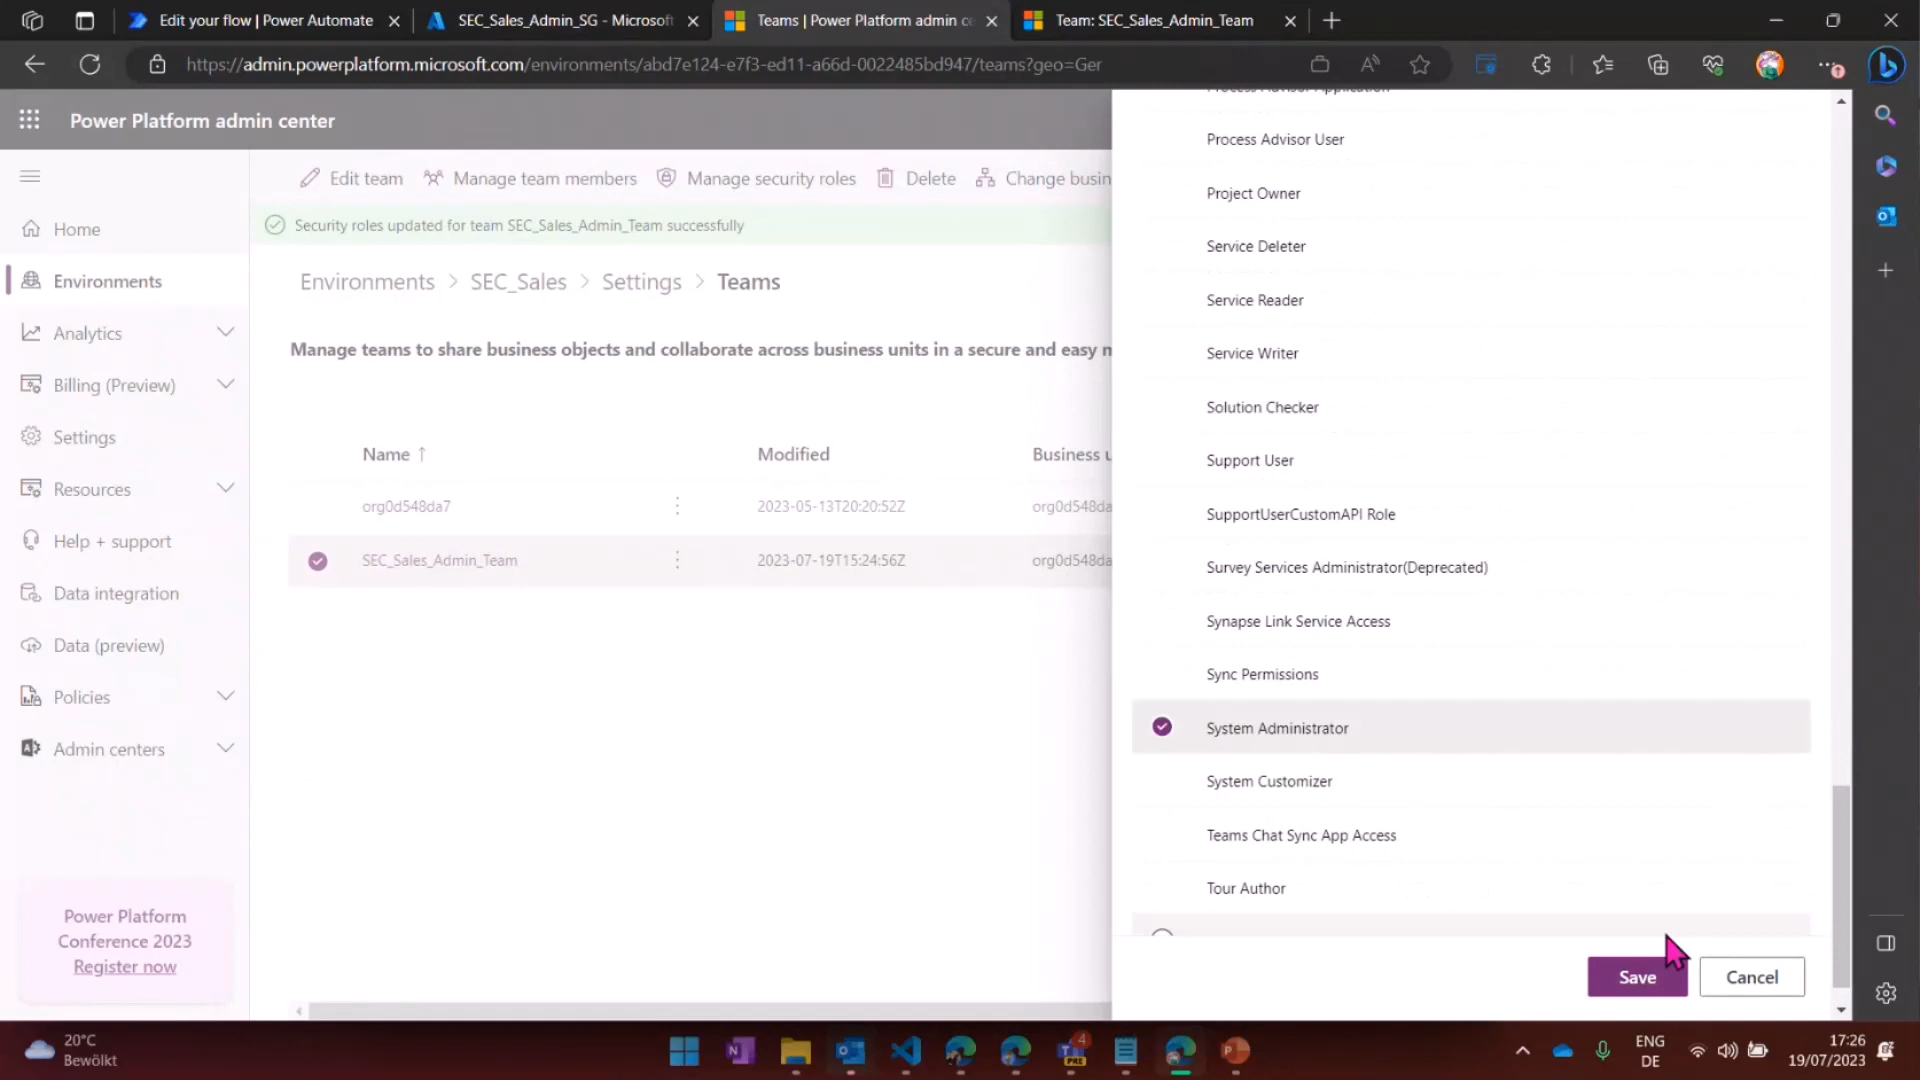 Edit your flow | Power Automate
SEC_Sales_Admin_SG - Microsoft
Teams | Power Platform admin ce
Team: SEC_Sales_Admin_Team
https://admin.powerplatform.microsoft.com/environments/abd7e124-e7f3-ed11-a66d-0022485bd947/teams?geo=Ger
Power Platform admin center
Home
Environments
Analytics
Billing (Preview)
Settings
Resources
Help + support
Data integration
Data (preview)
Policies
Admin centers
Power Platform
Conference 2023
Register now
Edit team
Manage team members
Manage security roles
Delete
Change busin
Security roles updated for team SEC_Sales_Admin_Team successfully
Environments > SEC_Sales > Settings > Teams
Manage teams to share business objects and collaborate across business units in a secure and easy m
Name ↑ Modified Business u
org0d548da7 2023-05-13T20:20:52Z org0d548da
SEC_Sales_Admin_Team 2023-07-19T15:24:56Z org0d548da
Process Advisor Application
Process Advisor User
Project Owner
Service Deleter
Service Reader
Service Writer
Solution Checker
Support User
SupportUserCustomAPI Role
Survey Services Administrator(Deprecated)
Synapse Link Service Access
Sync Permissions
System Administrator
System Customizer
Teams Chat Sync App Access
Tour Author
Save
Cancel
20°C
Bewölkt
4
PRE
ENG
DE
17:26
19/07/2023